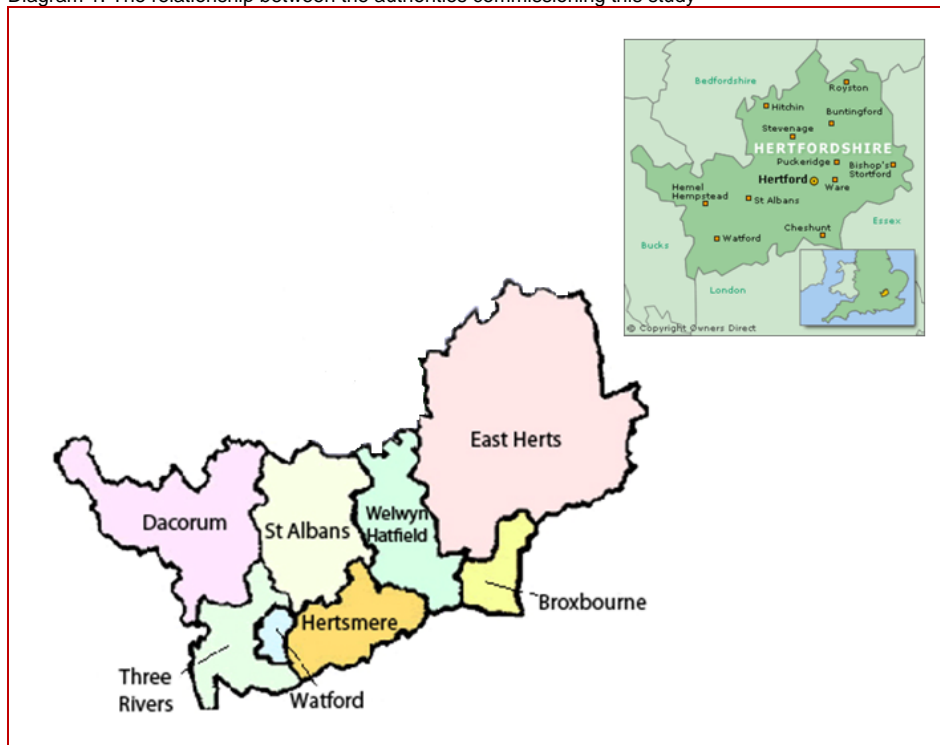 Diagram 1: The relationship between the authorities commissioning this study
Bedfordshire
Royston
Hitchin
Buntingford
Stevenage
HERTFORDSHIRE
Puckeridge
Bishop's
Stortford
Hertford
Ware
Hemel
Hempstead
St Albans
Essex
Cheshunt
Watford
Bucks
London
© Copyright Owners Direct
East Herts
Dacorum
St Albans
Welwyn
Hatfield
Broxbourne
Hertsmere
Three
Rivers
Watford